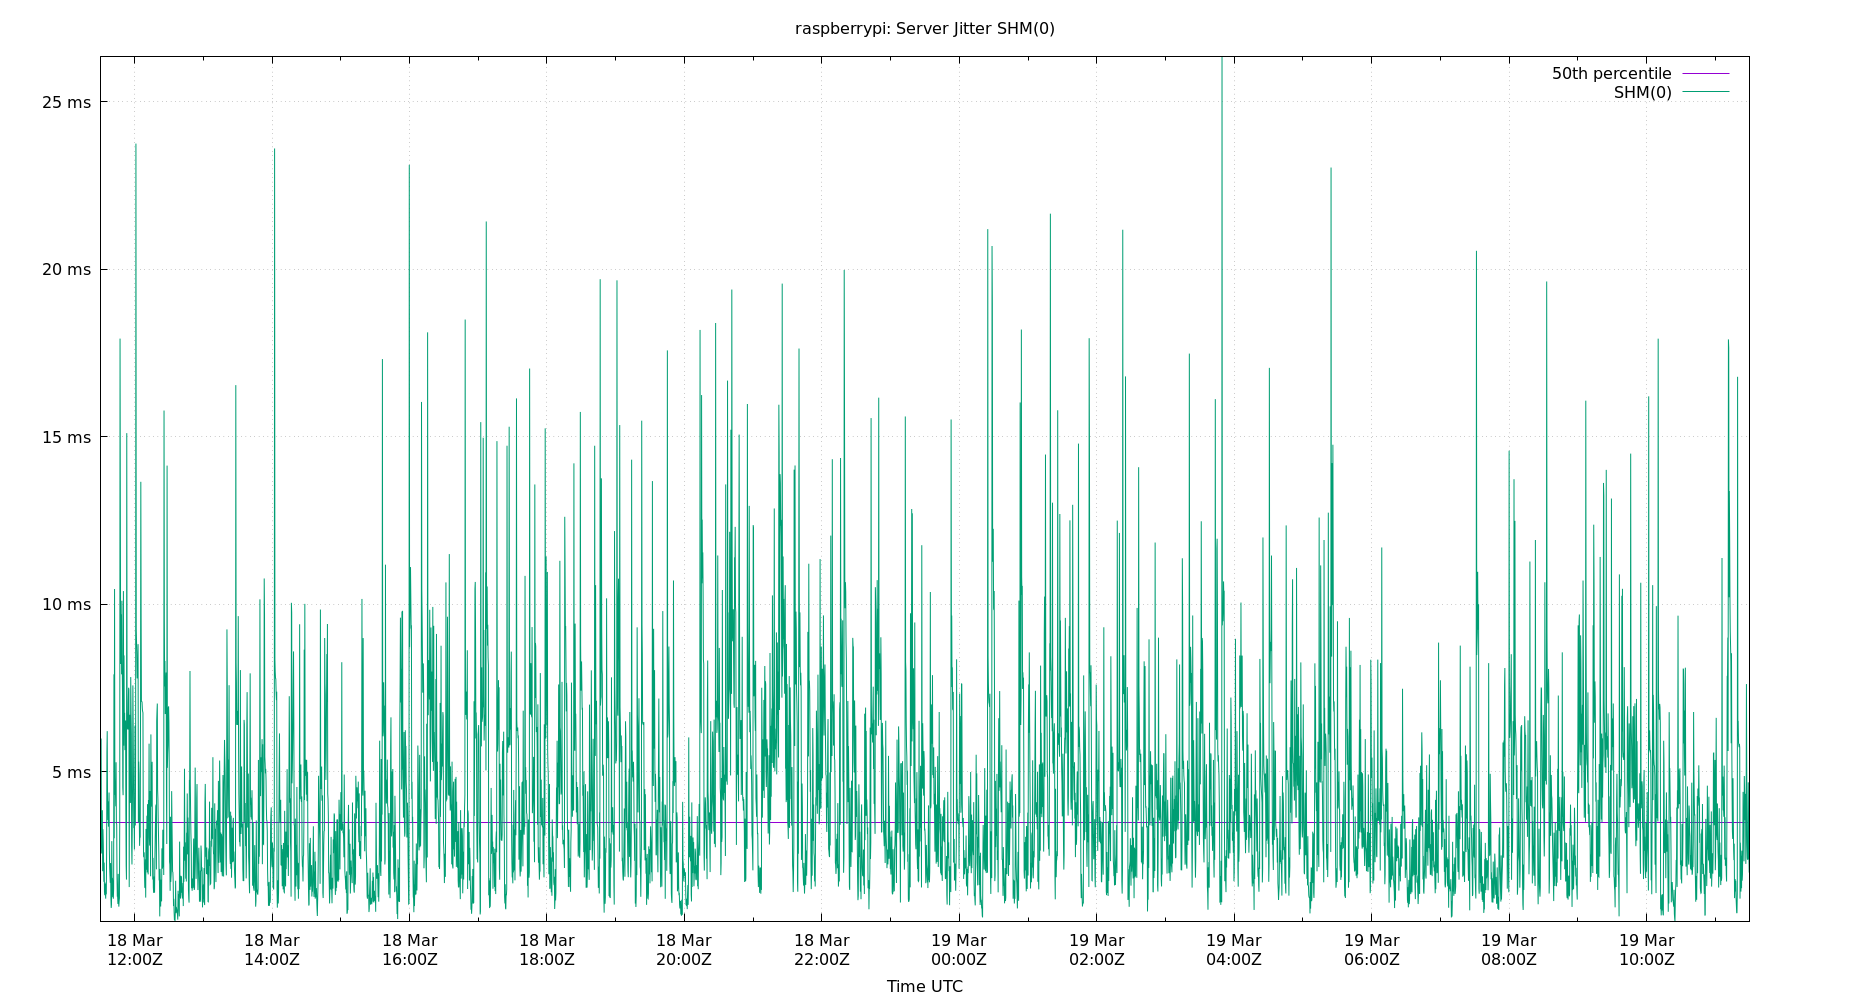 raspberrypi: Server Jitter SHM(0)
50th percentile
SHM(0)
25 ms
20 ms
15 ms
10 ms
5 ms
18 Mar 18 Mar 18 Mar 18 Mar 18 Mar 18 Mar 19 Mar 19 Mar 19 Mar 19 Mar 19 Mar 19 Mar
12:00Z 14:00Z 16:00Z 18:00Z 20:00Z 22:00Z 00:00Z 02:00Z 04:00Z 06:00Z 08:00Z 10:00Z
Time UTC